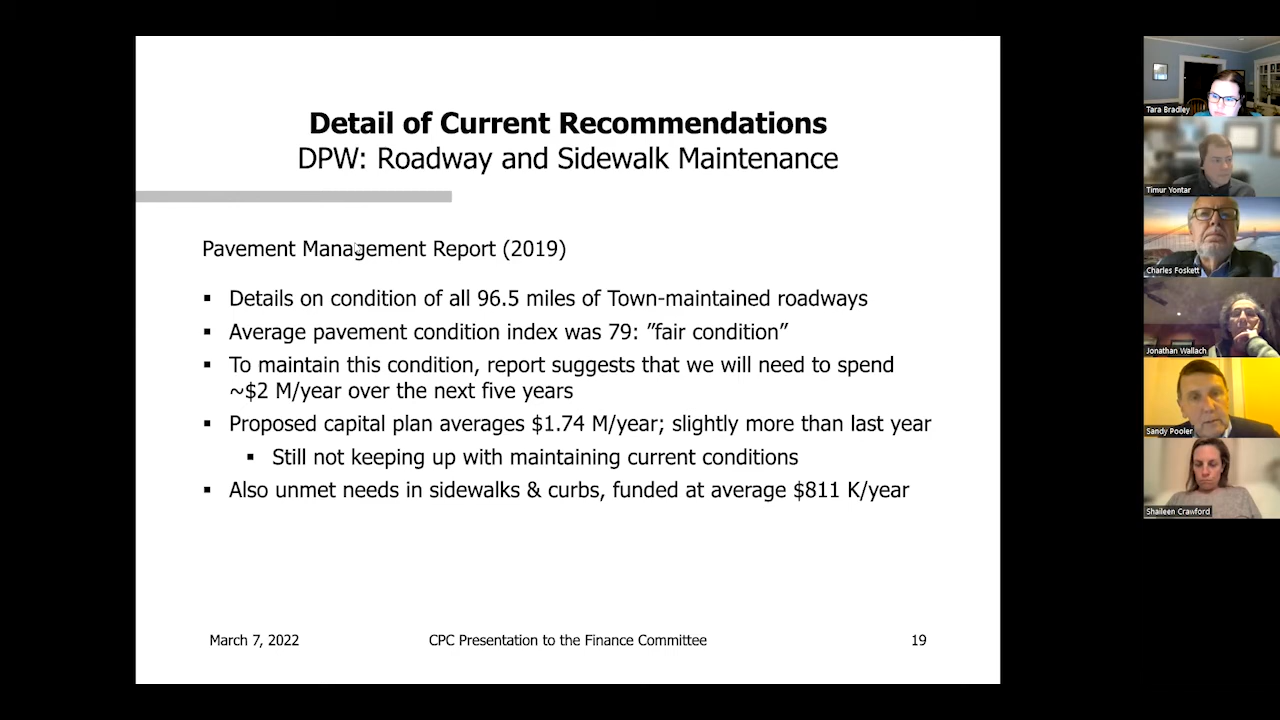 Detail of Current Recommendations
DPW: Roadway and Sidewalk Maintenance
Pavement Management Report (2019)
▪ Details on condition of all 96.5 miles of Town-maintained roadways
▪ Average pavement condition index was 79: ”fair condition”
▪ To maintain this condition, report suggests that we will need to spend
~$2 M/year over the next five years
▪ Proposed capital plan averages $1.74 M/year; slightly more than last year
▪ Still not keeping up with maintaining current conditions
▪ Also unmet needs in sidewalks & curbs, funded at average $811 K/year
March 7, 2022
CPC Presentation to the Finance Committee
19
Tara Bradley
Timur Yontar
Charles Foskett
Jonathan Wallach
Sandy Pooler
Shaileen Crawford